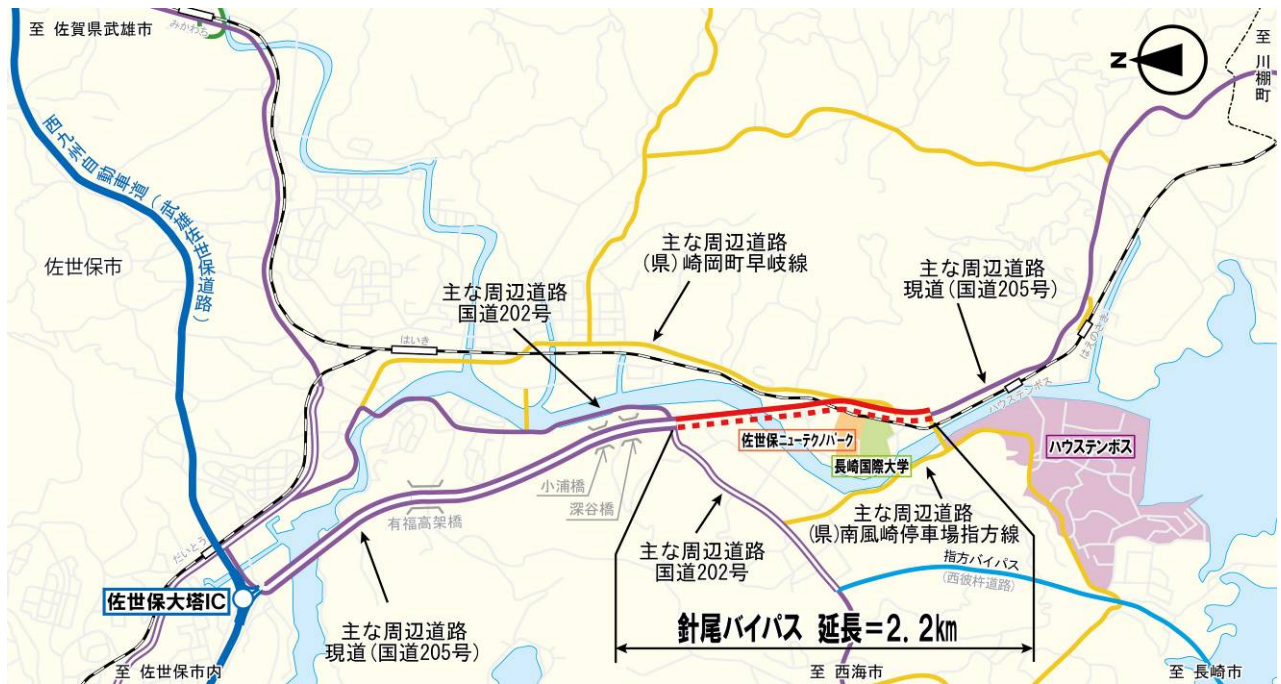 至 佐賀県武雄市
みかわち
N
至 川棚町
西九州自動車道(武雄佐世保道路)
佐世保市
主な周辺道路
(県)崎岡町早岐線
主な周辺道路
国道202号
主な周辺道路
現道(国道205号)
はいき
はえのさき
ハウステンボス
佐世保ニューテクノパーク
長崎国際大学
ハウステンボス
小浦橋
深谷橋
有福高架橋
だいとう
主な周辺道路
(県)南風崎停車場指方線
主な周辺道路
国道202号
指方バイパス
(西彼杵道路)
佐世保大塔IC
主な周辺道路
現道(国道205号)
針尾バイパス 延長=2.2km
至 佐世保市内
至 西海市
至 長崎市